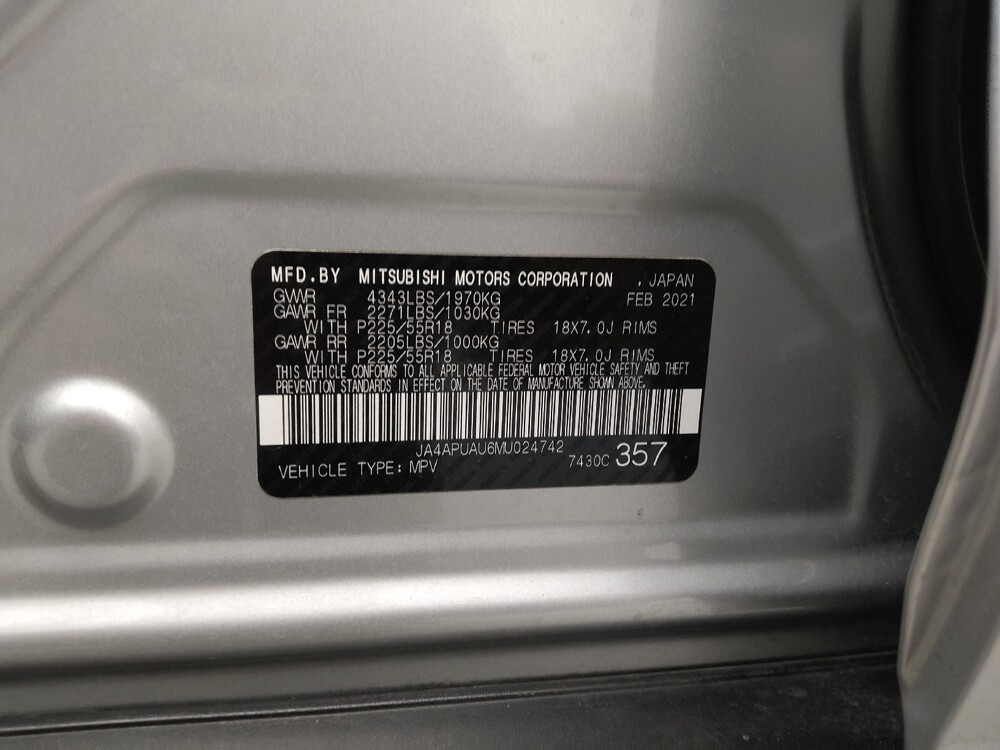 MFD.BY MITSUBISHI MOTORS CORPORATION , JAPAN
GVWR 4343LBS/1970KG FEB 2021
GAWR FR 2271LBS/1030KG
WITH P225/55R18 TIRES 18X7.0J RIMS
GAWR RR 2205LBS/1000KG
WITH P225/55R18 TIRES 18X7.0J RIMS
THIS VEHICLE CONFORMS TO ALL APPLICABLE FEDERAL MOTOR VEHICLE SAFETY AND THEFT
PREVENTION STANDARDS IN EFFECT ON THE DATE OF MANUFACTURE SHOWN ABOVE.
JA4APUAU6MU024742
VEHICLE TYPE: MPV 7430C 357